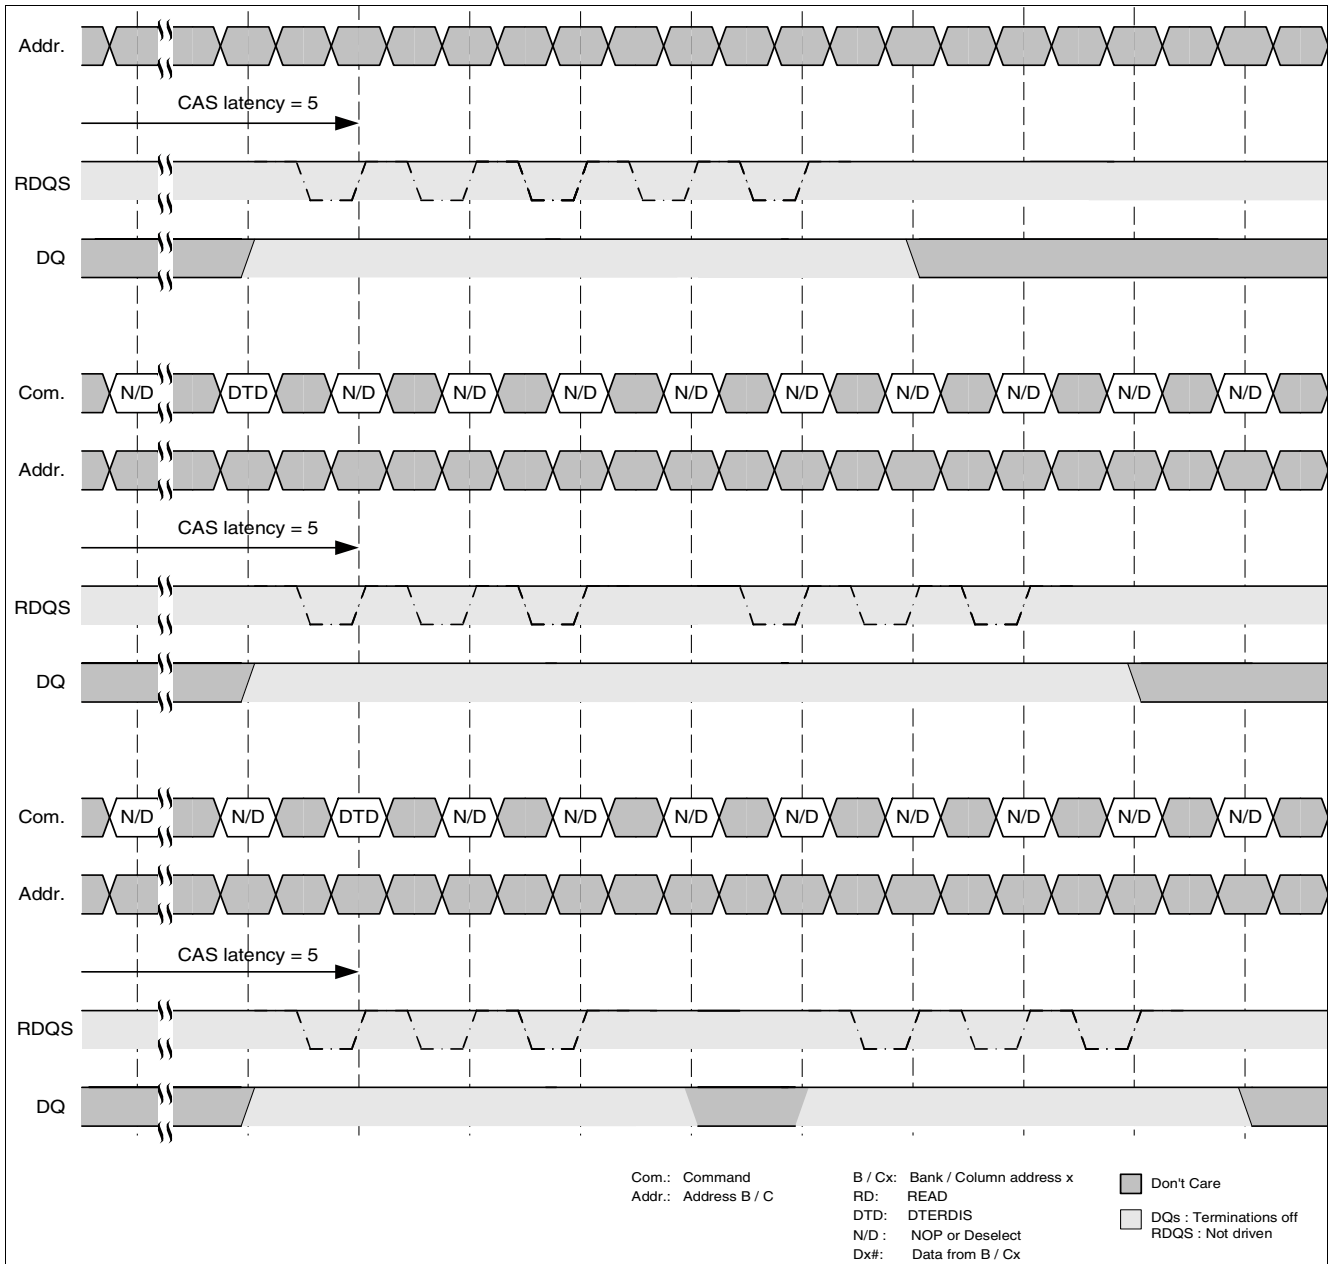 Addr.
CAS latency = 5
RDQS
DQ
Com. N/D DTD N/D N/D N/D N/D N/D N/D N/D N/D N/D
Addr.
CAS latency = 5
RDQS
DQ
Com. N/D N/D DTD N/D N/D N/D N/D N/D N/D N/D N/D
Addr.
CAS latency = 5
RDQS
DQ
Com.: Command
Addr.: Address B / C
B / Cx: Bank / Column address x
RD: READ
DTD: DTERDIS
N/D : NOP or Deselect
Dx#: Data from B / Cx
Don't Care
DQs : Terminations off
RDQS : Not driven